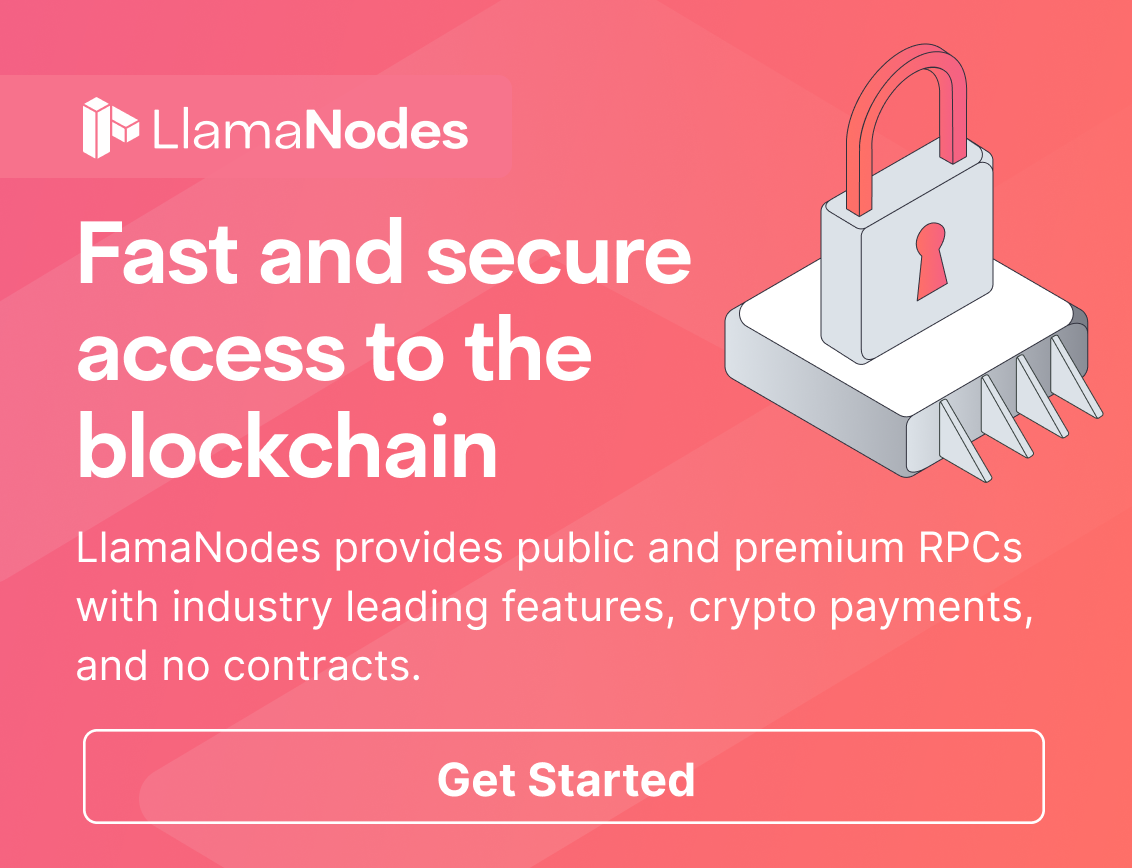 LlamaNodes
Fast and secure
access to the
blockchain
LlamaNodes provides public and premium RPCs
with industry leading features, crypto payments,
and no contracts.
Get Started